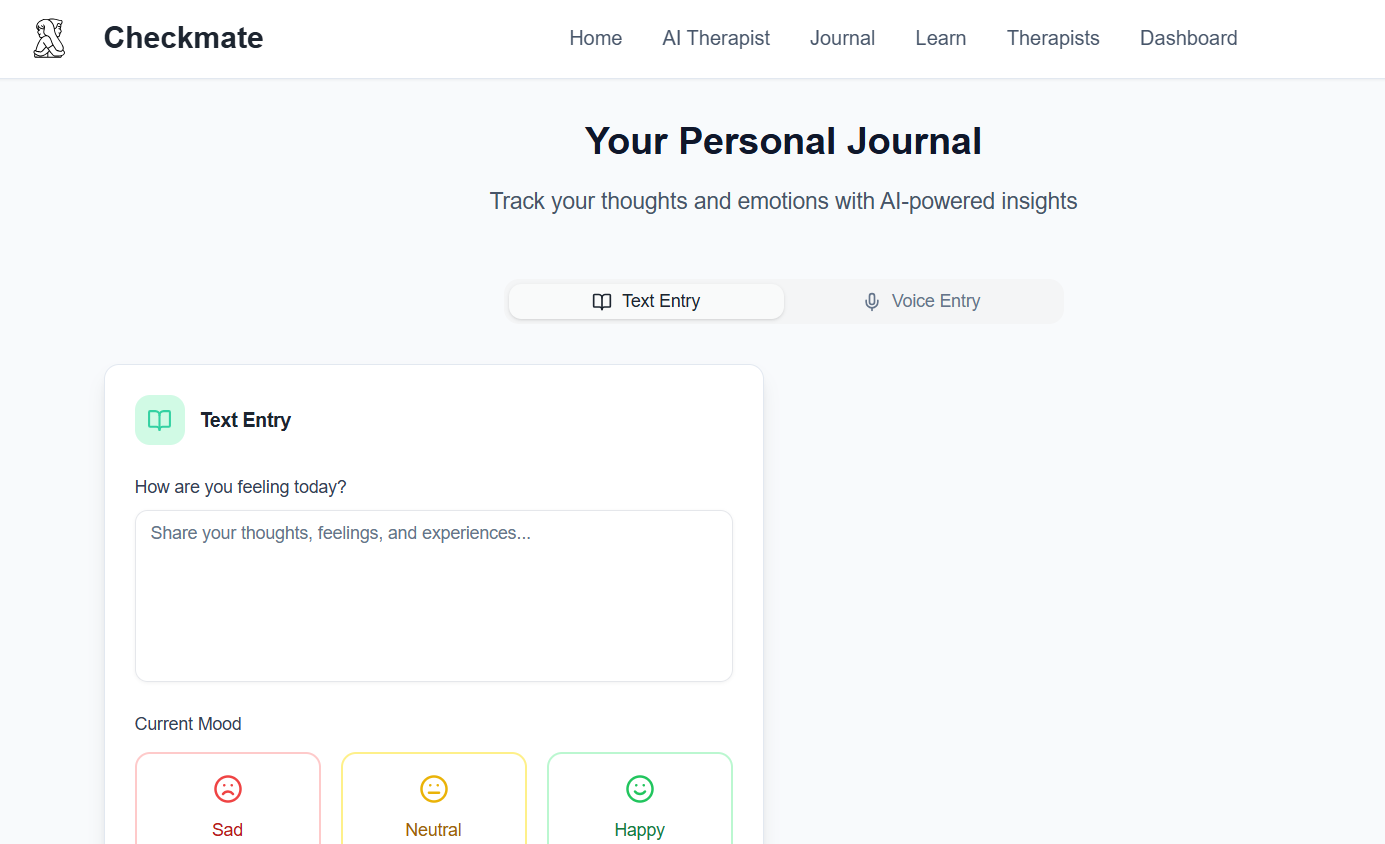 Checkmate Home AI Therapist Journal Learn Therapists Dashboard
Your Personal Journal
Track your thoughts and emotions with AI-powered insights
Text Entry Voice Entry
Text Entry
How are you feeling today?
Share your thoughts, feelings, and experiences...
Current Mood
Sad Neutral Happy